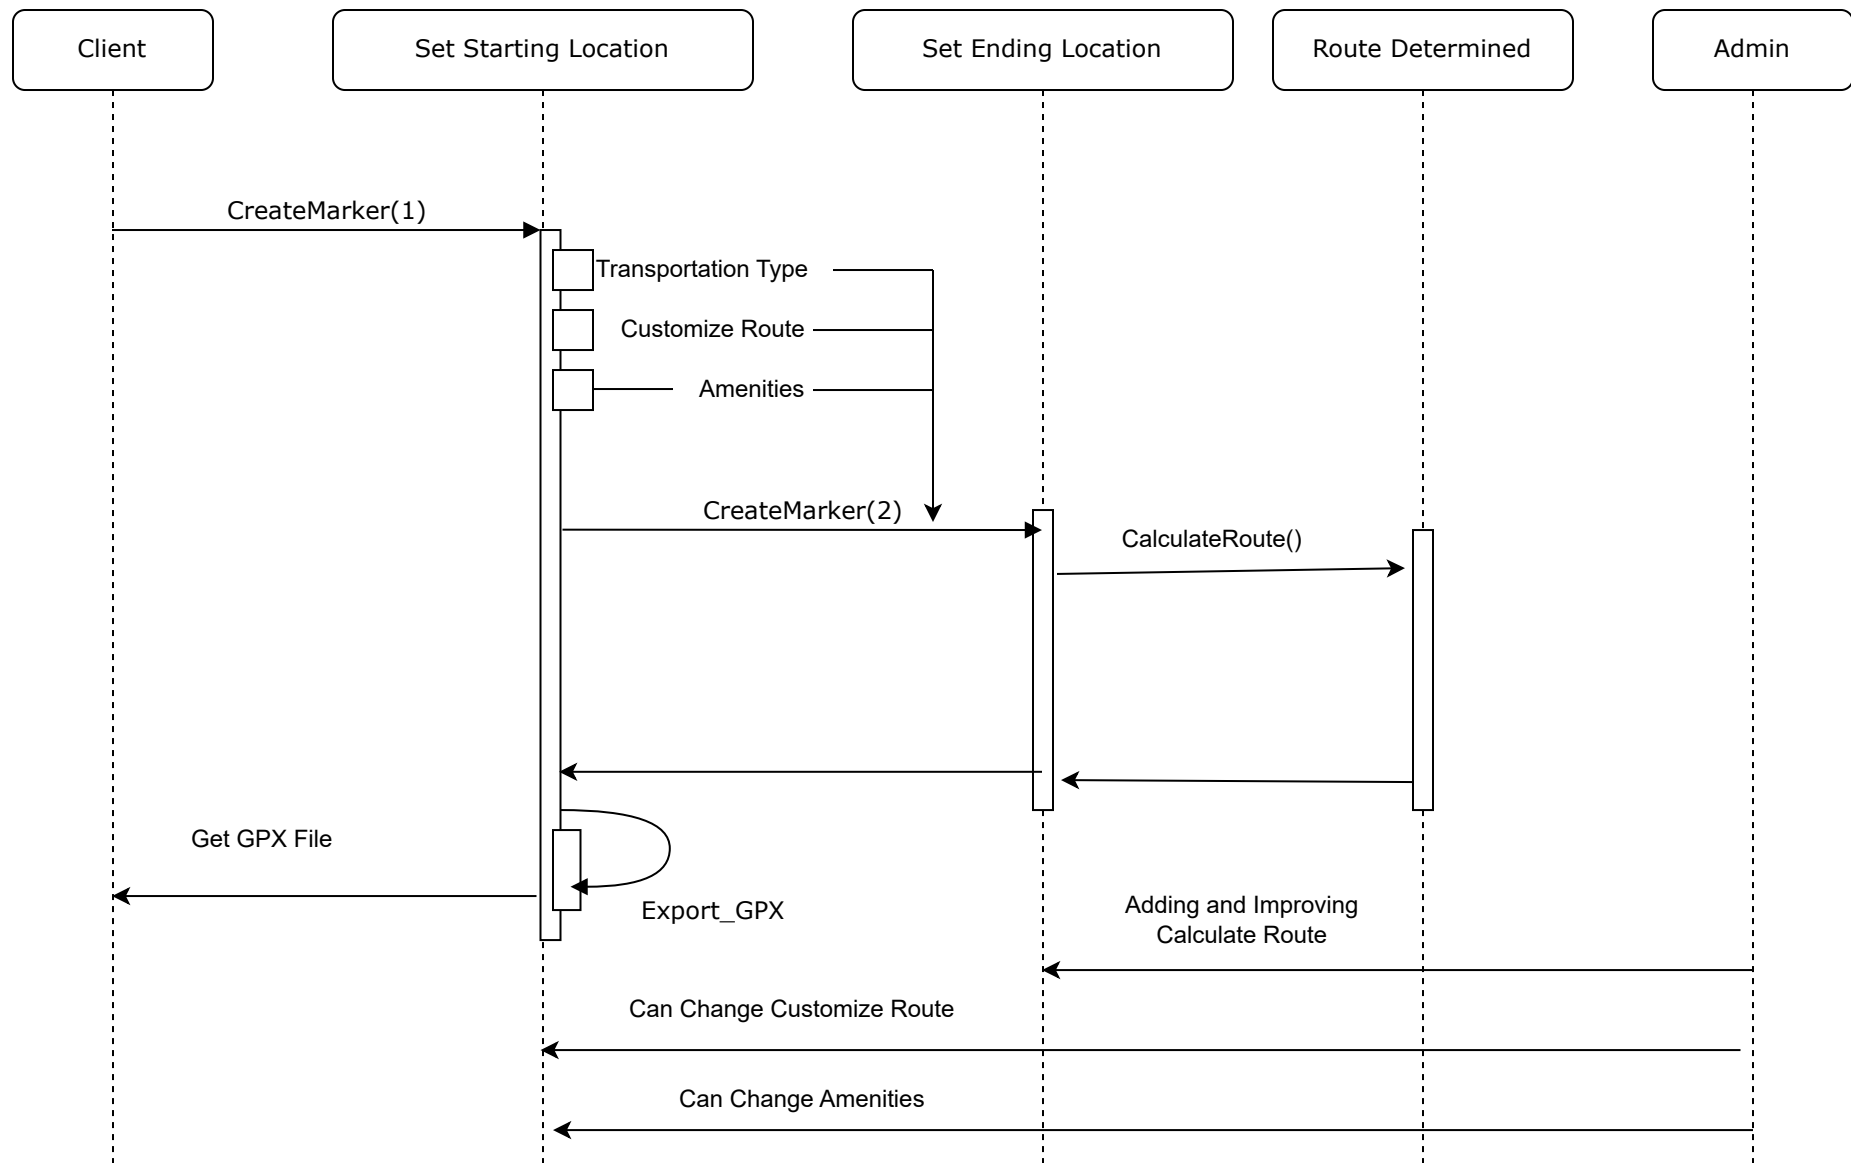 Client
Set Starting Location
Set Ending Location
Route Determined
Admin
CreateMarker(1)
Transportation Type
Customize Route
Amenities
CreateMarker(2)
CalculateRoute()
Get GPX File
Export_GPX
Adding and Improving
Calculate Route
Can Change Customize Route
Can Change Amenities